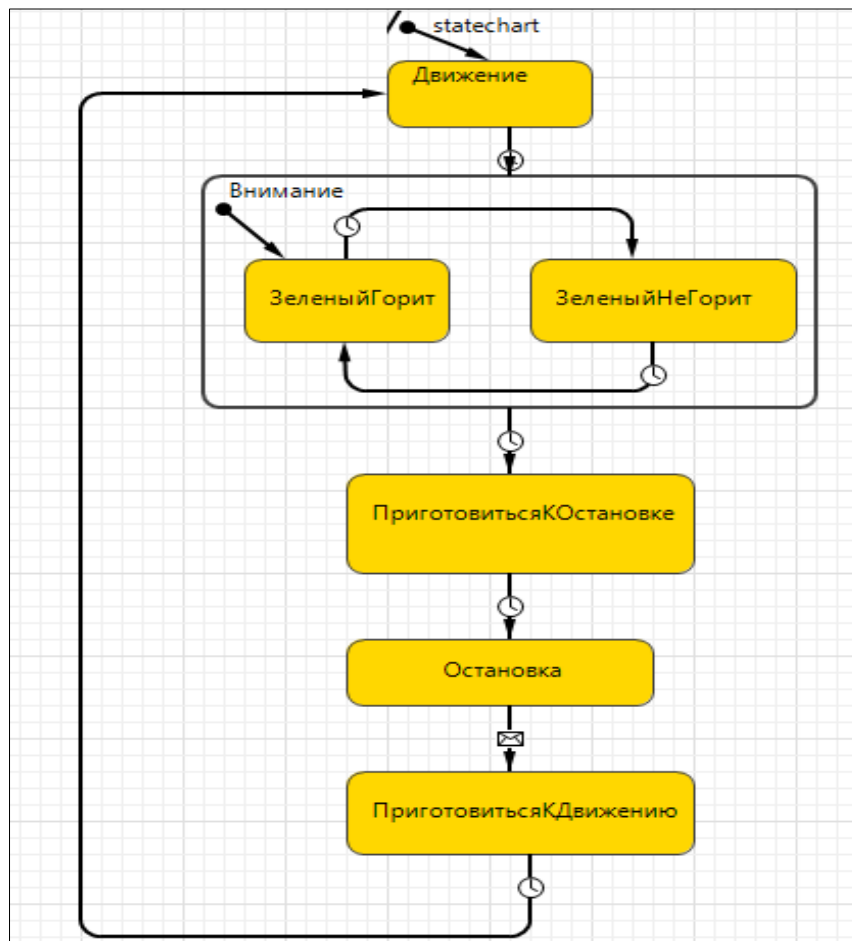 statechart
Движение
Внимание
ЗеленыйГорит
ЗеленыйНеГорит
ПриготовитьсяКОстановке
Остановка
ПриготовитьсяКДвижению